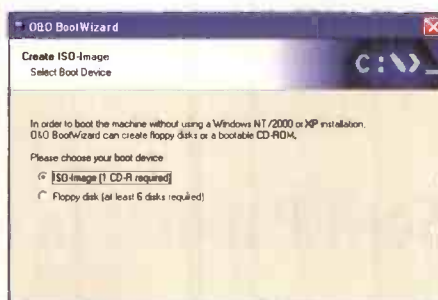 O&O BootWizard
Create ISO-Image
Select Boot Device
C:\>_
In order to boot the machine without using a Windows NT/2000 or XP installation.
O&O BootWizard can create floppy disks or a bootable CD-ROM.
Please choose your boot device
ISO-Image [1 CD-R required]
Floppy disk (at least 6 disks required)